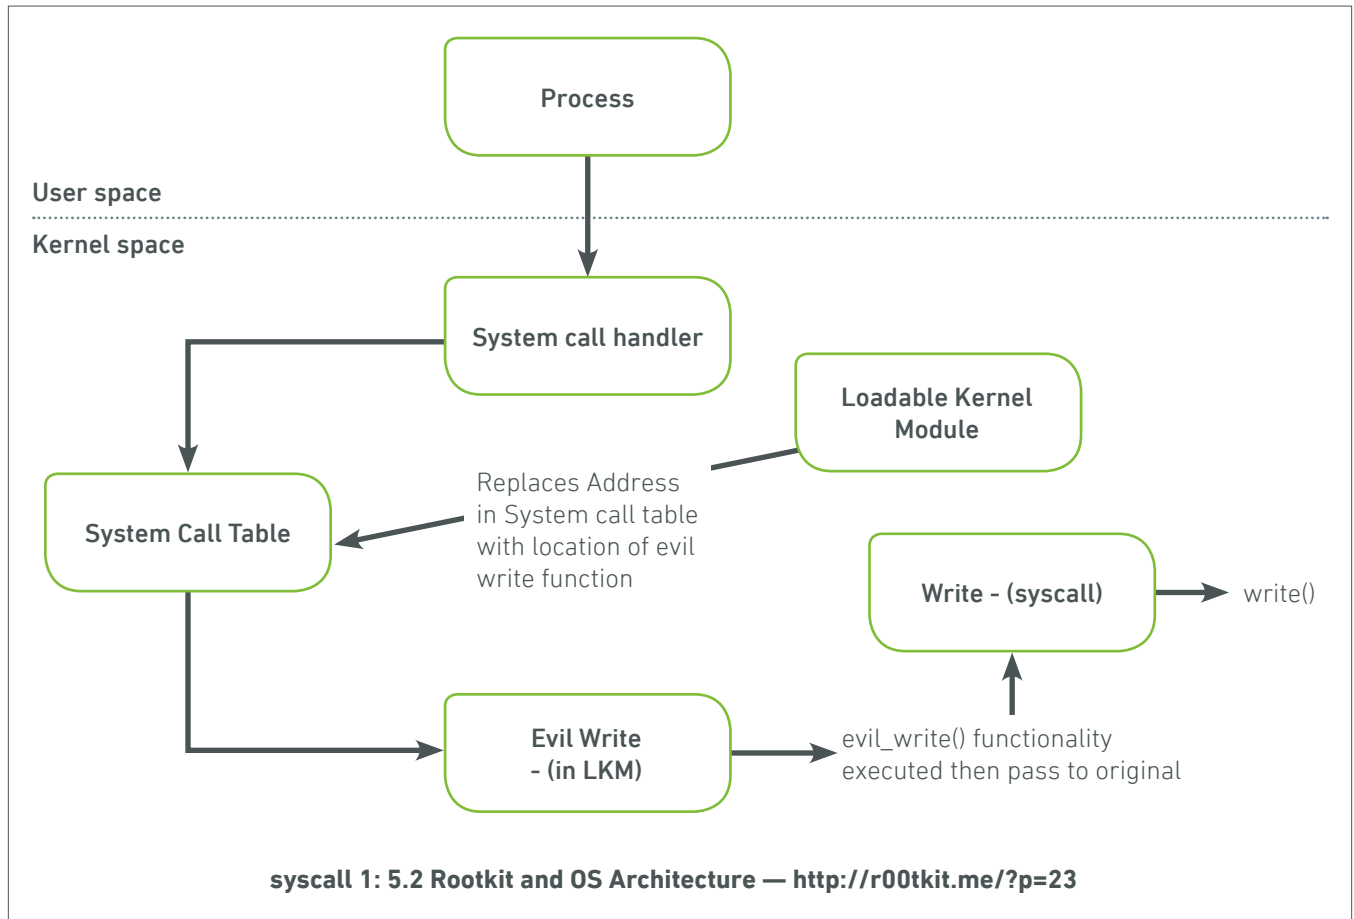 Process
User space
Kernel space
System call handler
Loadable Kernel
Module
Replaces Address
in System call table
with location of evil
write function
System Call Table
Write - (syscall)
write()
Evil Write
- (in LKM)
evil_write() functionality
executed then pass to original
syscall 1: 5.2 Rootkit and OS Architecture — http://r00tkit.me/?p=23